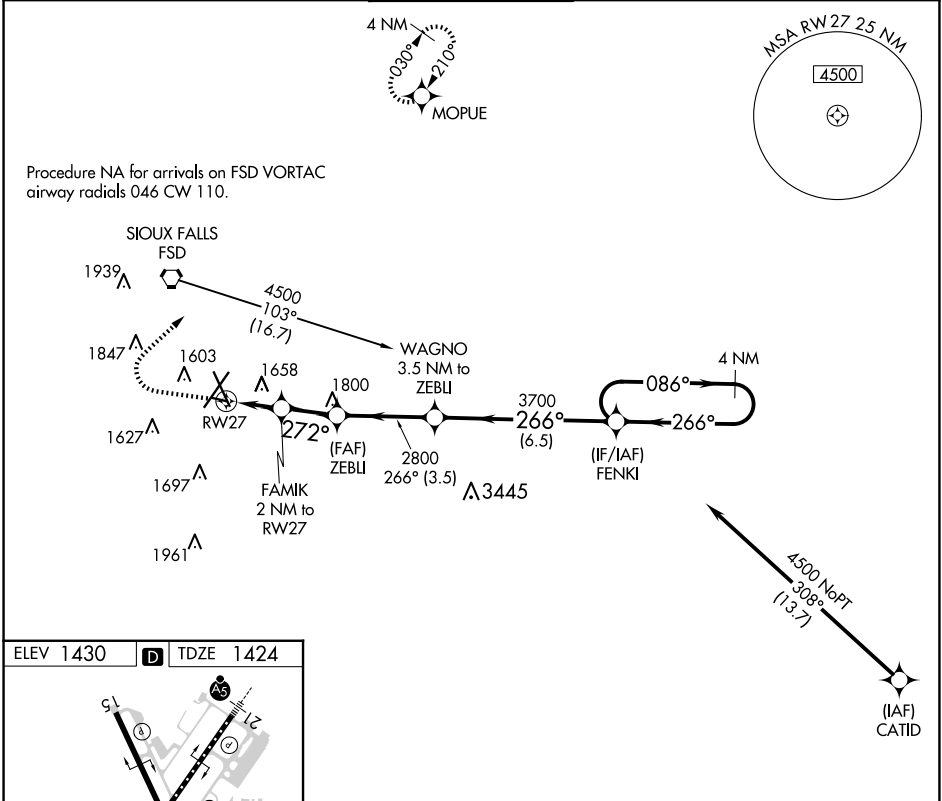 4 NM
030°
210°
MOPUE
MSA RW27 25 NM
4500
Procedure NA for arrivals on FSD VORTAC
airway radials 046 CW 110.
SIOUX FALLS
FSD
1939
4500
103°
(16.7)
1847
1603
1658
1800
WAGNO
3.5 NM to
ZEBLI
4 NM
086°
3700
266°
(6.5)
266°
RW27
272°
(FAF)
ZEBLI
2800
266° (3.5)
(IF/IAF)
FENKI
1627
1697
FAMIK
2 NM to
RW27
3445
1961
4500 NoPT
308°
(13.7)
(IAF)
CATID
ELEV 1430
D
TDZE 1424
A5
15
21
P
P